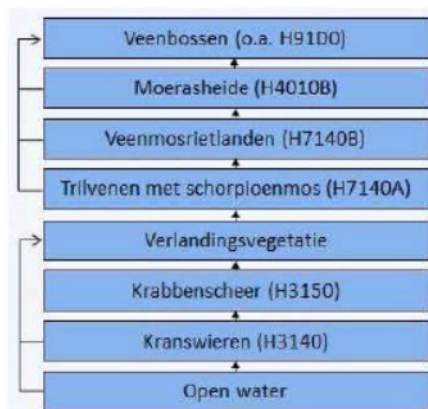 Veenbossen (o.a. H91D0)
Moerasheide (H4010B)
Veenmosrietlanden (H7140B)
Trilvenen met schorpioenmos (H7140A)
Verlandingsvegetatie
Krabbenscheer (H3150)
Kranswieren (H3140)
Open water